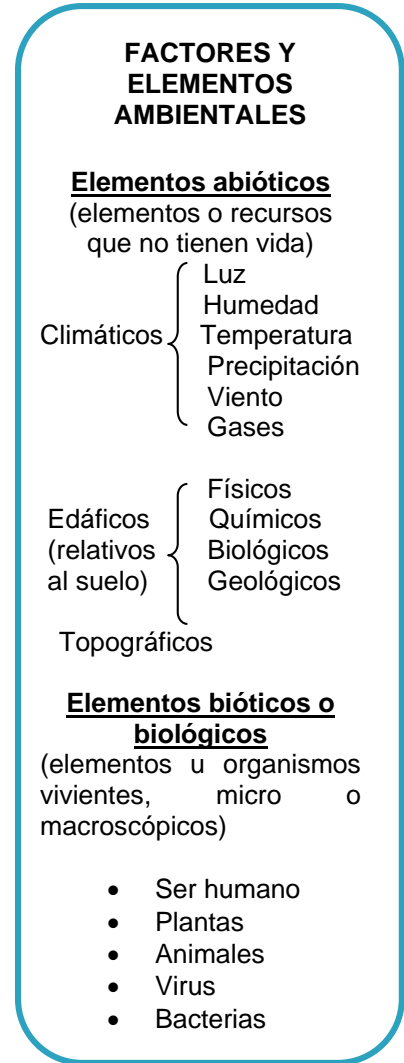 FACTORES Y
ELEMENTOS
AMBIENTALES
Elementos abióticos
(elementos o recursos
que no tienen vida)
Luz
Humedad
Climáticos Temperatura
Precipitación
Viento
Gases
Físicos
Edáficos Químicos
(relativos Biológicos
al suelo) Geológicos
Topográficos
Elementos bióticos o
biológicos
(elementos u organismos
vivientes, micro o
macroscópicos)
• Ser humano
• Plantas
• Animales
• Virus
• Bacterias